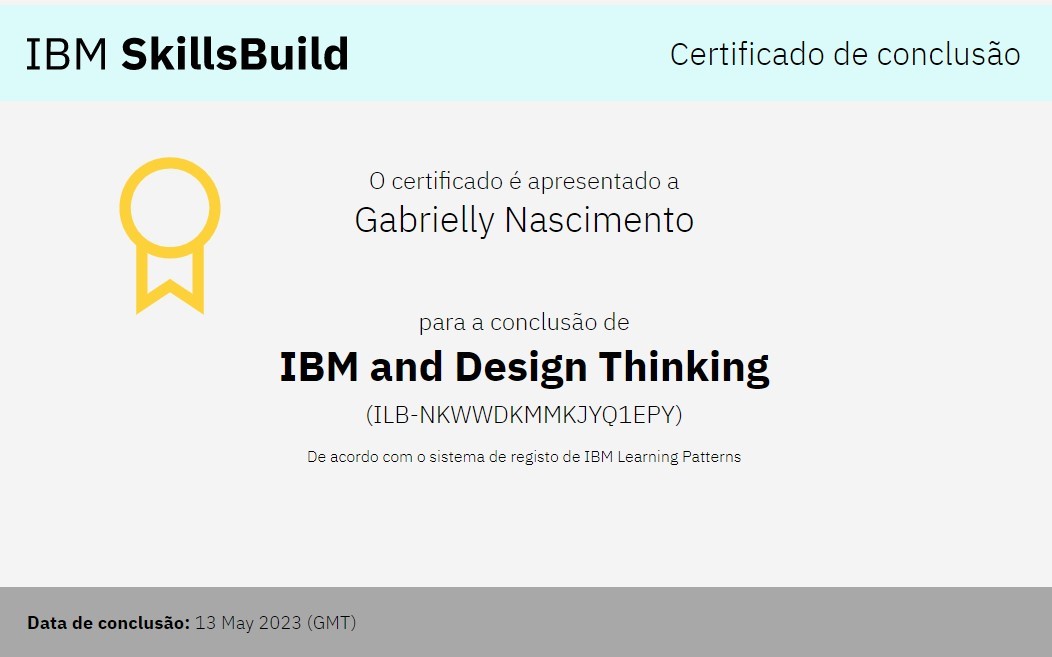 IBM SkillsBuild
Certificado de conclusão
O certificado é apresentado a
Gabrielly Nascimento
para a conclusão de
IBM and Design Thinking
(ILB-NKWWDKMMKJYQ1EPY)
De acordo com o sistema de registo de IBM Learning Patterns
Data de conclusão: 13 May 2023 (GMT)